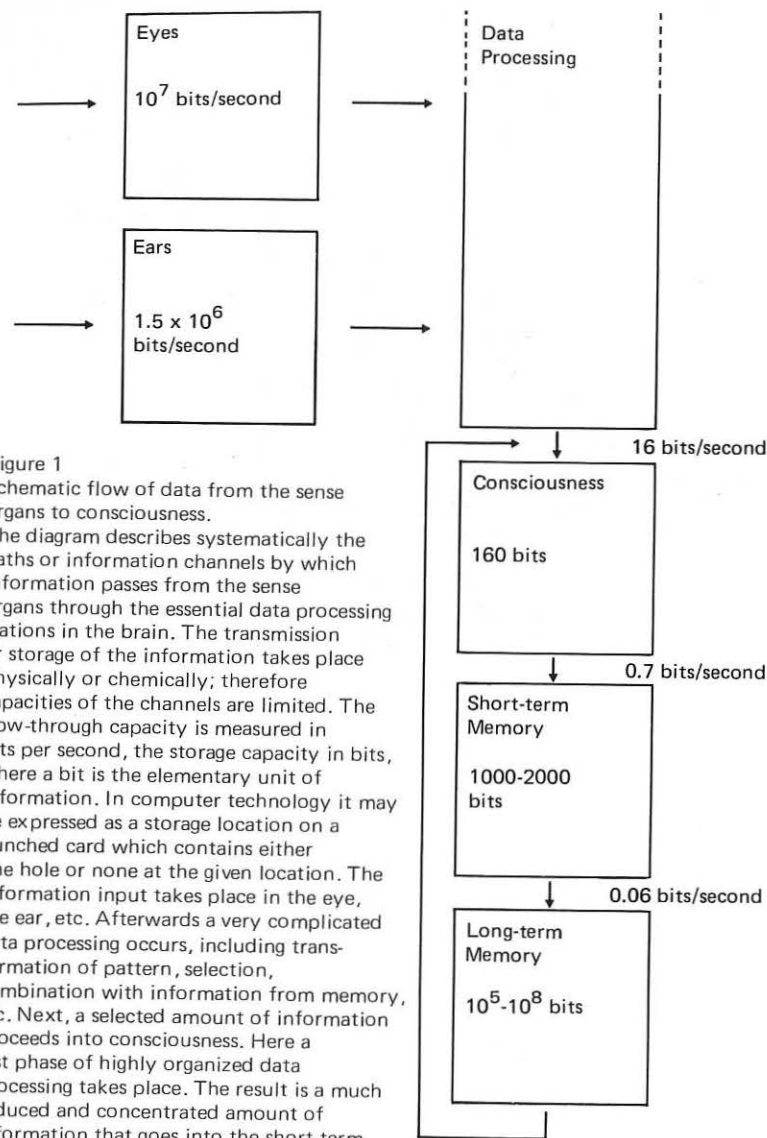 Eyes
10⁷ bits/second
Data
Processing
Ears
1.5 x 10⁶
bits/second
igure 1
chematic flow of data from the sense
rgans to consciousness.
he diagram describes systematically the
aths or information channels by which
formation passes from the sense
rgans through the essential data processing
ations in the brain. The transmission
r storage of the information takes place
hysically or chemically; therefore
apacities of the channels are limited. The
ow-through capacity is measured in
ts per second, the storage capacity in bits,
here a bit is the elementary unit of
formation. In computer technology it may
e expressed as a storage location on a
unched card which contains either
ne hole or none at the given location. The
formation input takes place in the eye,
e ear, etc. Afterwards a very complicated
ta processing occurs, including trans-
rmation of pattern, selection,
mbination with information from memory,
c. Next, a selected amount of information
oceeds into consciousness. Here a
st phase of highly organized data
ocessing takes place. The result is a much
duced and concentrated amount of
formation that goes into the short-term
16 bits/second
Consciousness
160 bits
0.7 bits/second
Short-term
Memory
1000-2000
bits
0.06 bits/second
Long-term
Memory
10⁵-10⁸ bits